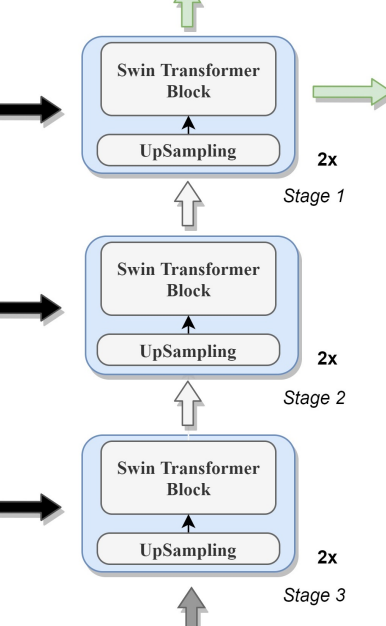 Swin Transformer
Block
UpSampling
2x
Stage 1
Swin Transformer
Block
UpSampling
2x
Stage 2
Swin Transformer
Block
UpSampling
2x
Stage 3